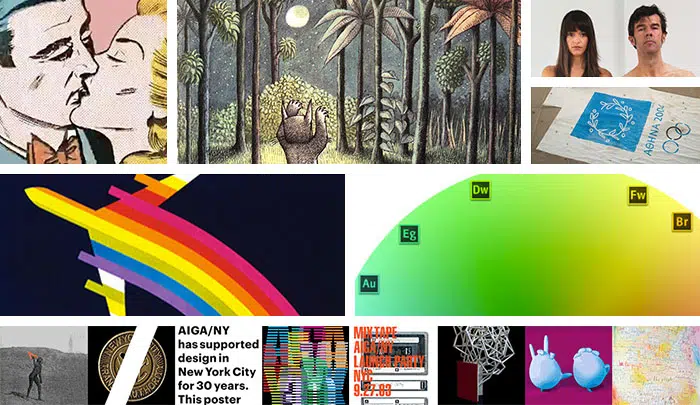 ΑΘΗΝΑ 2004
Dw
Fw
Br
Eg
Au
AIGA/NY
has supported
design in
New York City
for 30 years.
This poster
MIX TAPE
AIGA/NY
LAUNCH PARTY
NYC
9.27.83